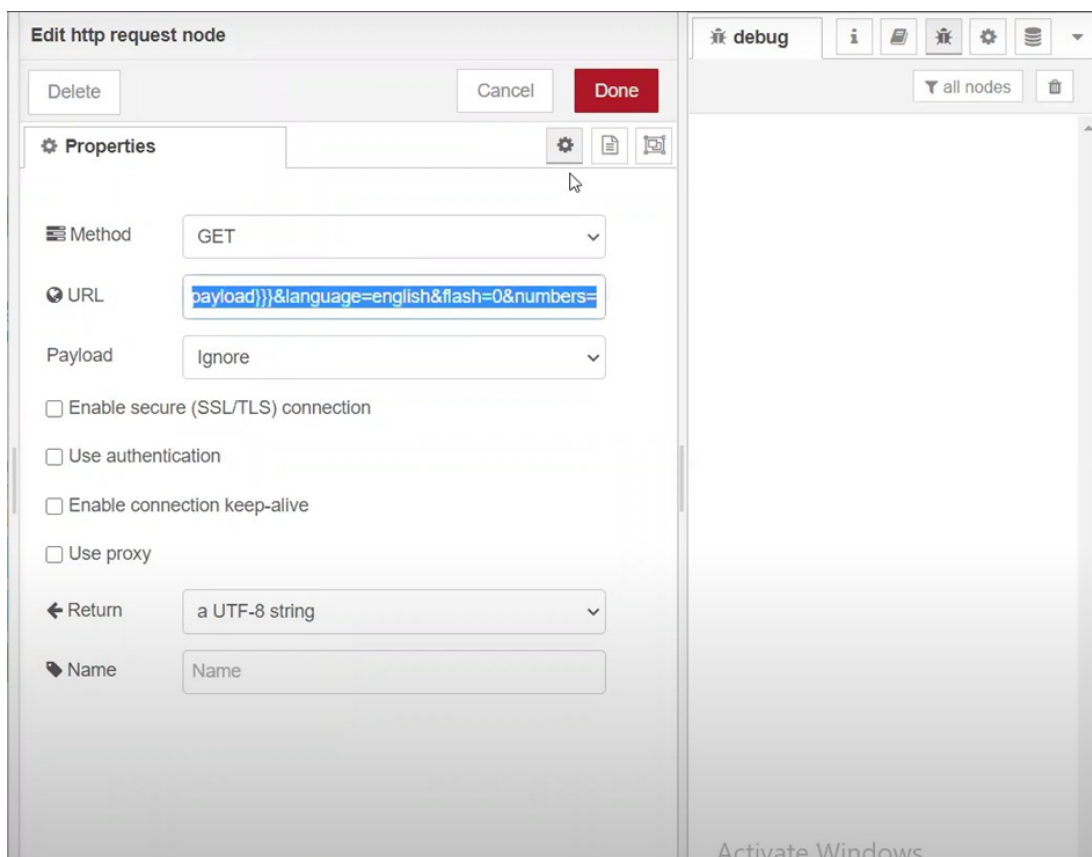 Edit http request node
debug
Delete
Cancel
Done
all nodes
Properties
Method
GET
URL
payload}}}&language=english&flash=0&numbers=
Payload
Ignore
Enable secure (SSL/TLS) connection
Use authentication
Enable connection keep-alive
Use proxy
Return
a UTF-8 string
Name
Name
Activate Windows